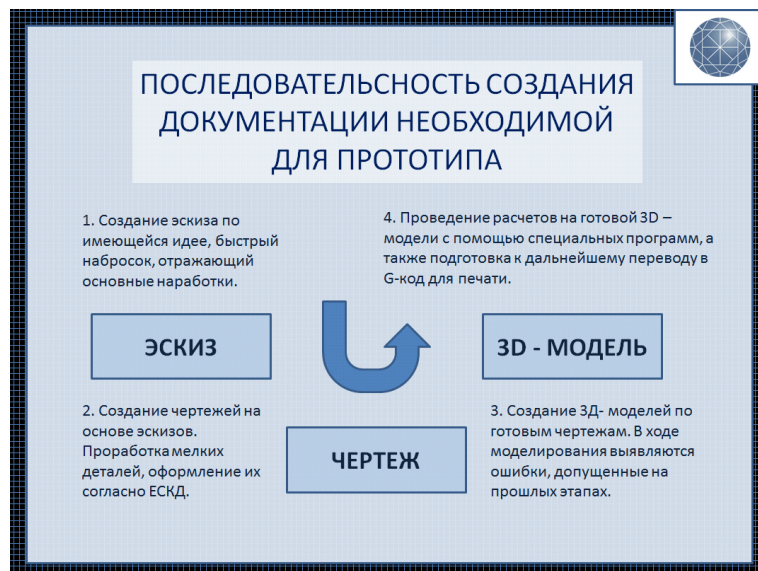 ПОСЛЕДОВАТЕЛЬСНОСТЬ СОЗДАНИЯ
ДОКУМЕНТАЦИИ НЕОБХОДИМОЙ
ДЛЯ ПРОТОТИПА
1. Создание эскиза по
имеющейся идее, быстрый
набросок, отражающий
основные наработки.
4. Проведение расчетов на готовой 3D –
модели с помощью специальных программ, а
также подготовка к дальнейшему переводу в
G-код для печати.
ЭСКИЗ
3D - МОДЕЛЬ
2. Создание чертежей на
основе эскизов.
Проработка мелких
деталей, оформление их
согласно ЕСКД.
ЧЕРТЕЖ
3. Создание 3Д- моделей по
готовым чертежам. В ходе
моделирования выявляются
ошибки, допущенные на
прошлых этапах.